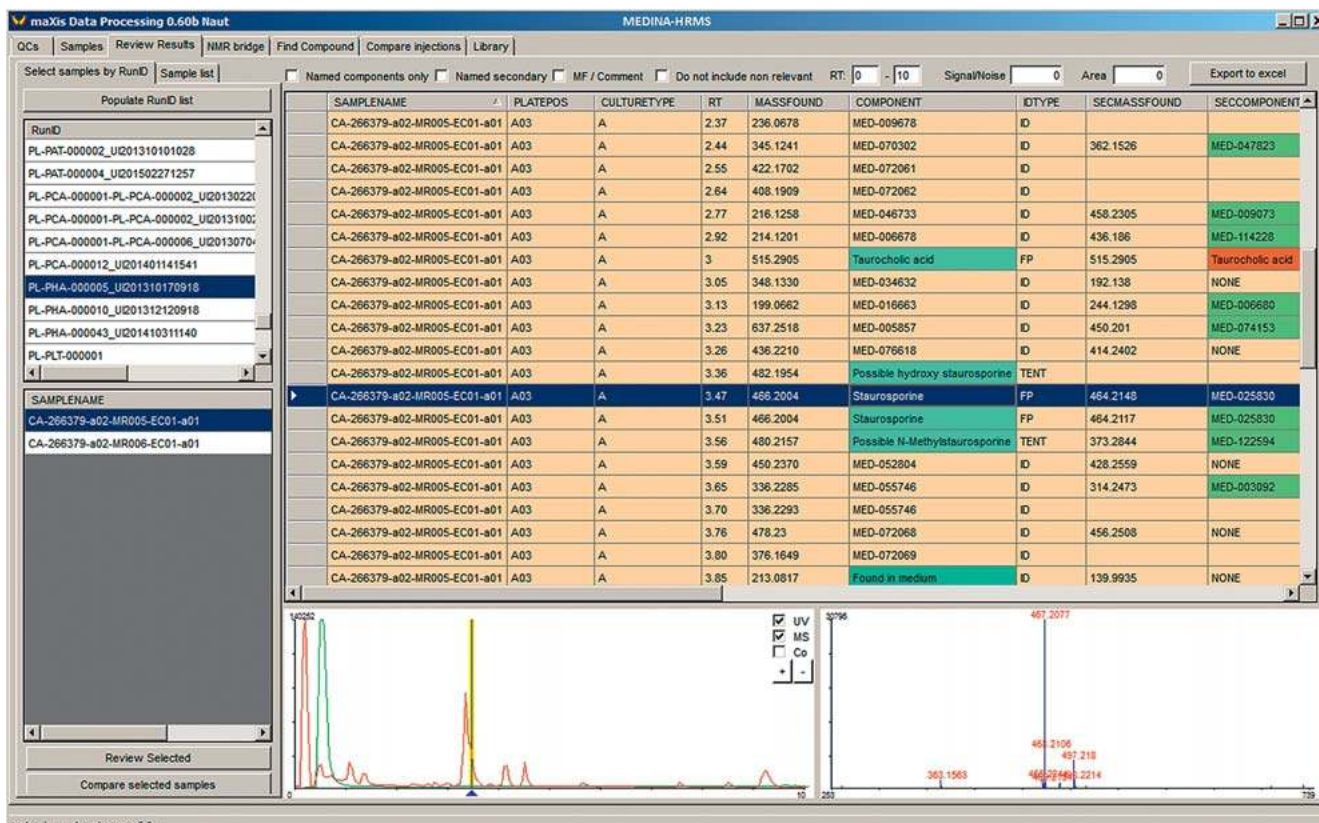 maXis Data Processing 0.60b Naut MEDINA-HRMS
QCs Samples Review Results NMR bridge Find Compound Compare injections Library
Select samples by RunID Sample list
Named components only Named secondary MF / Comment Do not include non relevant RT: 0 - 10 Signal/Noise 0 Area 0 Export to excel
Populate RunID list
RunID
PL-PAT-000002_UI201310101028
PL-PAT-000004_UI201502271257
PL-PCA-000001-PL-PCA-000002_UI20130220
PL-PCA-000001-PL-PCA-000002_UI20131002
PL-PCA-000001-PL-PCA-000006_UI20130704
PL-PCA-000012_UI201401141541
PL-PHA-000005_UI201310170918
PL-PHA-000010_UI201312120918
PL-PHA-000043_UI201410311140
PL-PLT-000001
SAMPLENAME
CA-266379-a02-MR005-EC01-a01
CA-266379-a02-MR006-EC01-a01
Review Selected
Compare selected samples
SAMPLENAME PLATEPOS CULTURETYPE RT MASSFOUND COMPONENT IDTYPE SECMASSFOUND SECCOMPONENT
CA-266379-a02-MR005-EC01-a01 A03 A 2.37 236.0678 MED-009678 ID
CA-266379-a02-MR005-EC01-a01 A03 A 2.44 345.1241 MED-070302 ID 362.1526 MED-047823
CA-266379-a02-MR005-EC01-a01 A03 A 2.55 422.1702 MED-072061 ID
CA-266379-a02-MR005-EC01-a01 A03 A 2.64 408.1909 MED-072062 ID
CA-266379-a02-MR005-EC01-a01 A03 A 2.77 216.1258 MED-046733 ID 458.2305 MED-009073
CA-266379-a02-MR005-EC01-a01 A03 A 2.92 214.1201 MED-006678 ID 436.186 MED-114228
CA-266379-a02-MR005-EC01-a01 A03 A 3 515.2905 Taurocholic acid FP 515.2905 Taurocholic acid
CA-266379-a02-MR005-EC01-a01 A03 A 3.05 348.1330 MED-034632 ID 192.138 NONE
CA-266379-a02-MR005-EC01-a01 A03 A 3.13 199.0662 MED-016663 ID 244.1298 MED-006680
CA-266379-a02-MR005-EC01-a01 A03 A 3.23 637.2518 MED-005857 ID 450.201 MED-074153
CA-266379-a02-MR005-EC01-a01 A03 A 3.26 436.2210 MED-076618 ID 414.2402 NONE
CA-266379-a02-MR005-EC01-a01 A03 A 3.36 482.1954 Possible hydroxy staurosporine TENT
CA-266379-a02-MR005-EC01-a01 A03 A 3.47 466.2004 Staurosporine FP 464.2148 MED-025830
CA-266379-a02-MR005-EC01-a01 A03 A 3.51 466.2004 Staurosporine FP 464.2117 MED-025830
CA-266379-a02-MR005-EC01-a01 A03 A 3.56 480.2157 Possible N-Methylstaurosporine TENT 373.2844 MED-122594
CA-266379-a02-MR005-EC01-a01 A03 A 3.59 450.2370 MED-052804 ID 428.2559 NONE
CA-266379-a02-MR005-EC01-a01 A03 A 3.65 336.2285 MED-055746 ID 314.2473 MED-003092
CA-266379-a02-MR005-EC01-a01 A03 A 3.70 336.2293 MED-055746 ID
CA-266379-a02-MR005-EC01-a01 A03 A 3.76 478.23 MED-072068 ID 456.2508 NONE
CA-266379-a02-MR005-EC01-a01 A03 A 3.80 376.1649 MED-072069 ID
CA-266379-a02-MR005-EC01-a01 A03 A 3.85 213.0817 Found in medium ID 139.9935 NONE
140252
UV
MS
Co
+ -
0 10
30796
467.2077
468.2106
497.218
363.1563
253 739